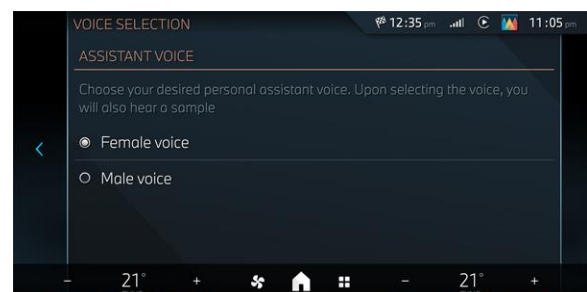 VOICE SELECTION
12:35 pm
11:05 pm
ASSISTANT VOICE
Choose your desired personal assistant voice. Upon selecting the voice, you
will also hear a sample
Female voice
Male voice
- 21° +
- 21° +